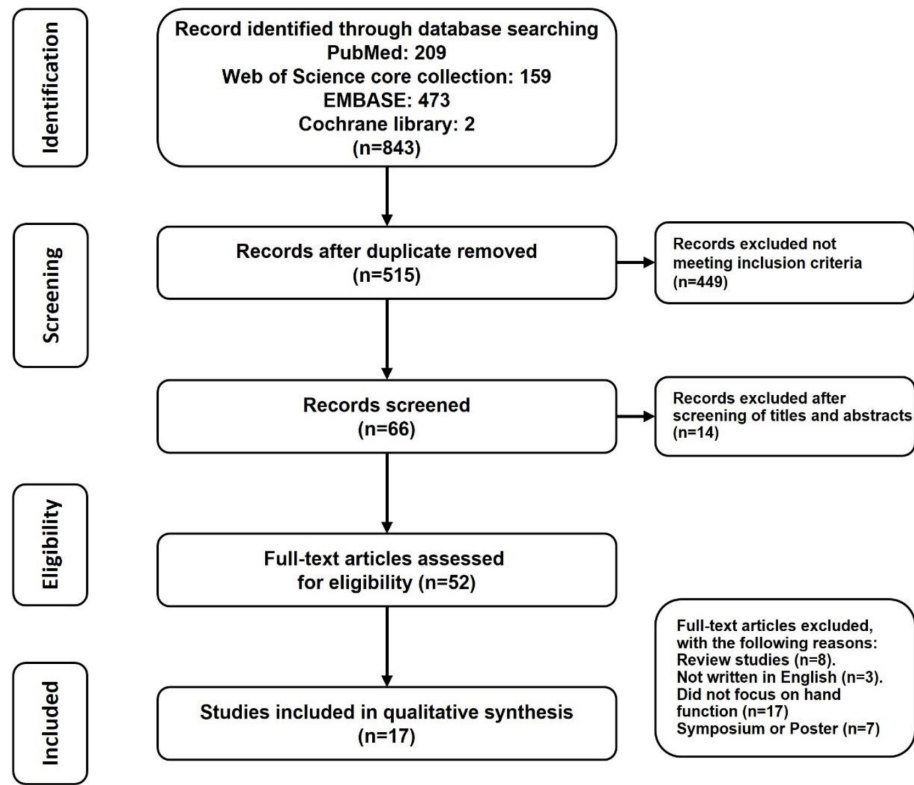 Identification
Record identified through database searching
PubMed: 209
Web of Science core collection: 159
EMBASE: 473
Cochrane library: 2
(n=843)
Screening
Records after duplicate removed
(n=515)
Records excluded not
meeting inclusion criteria
(n=449)
Records screened
(n=66)
Records excluded after
screening of titles and abstracts
(n=14)
Eligibility
Full-text articles assessed
for eligibility (n=52)
Full-text articles excluded,
with the following reasons:
Review studies (n=8).
Not written in English (n=3).
Did not focus on hand
function (n=17)
Symposium or Poster (n=7)
Included
Studies included in qualitative synthesis
(n=17)